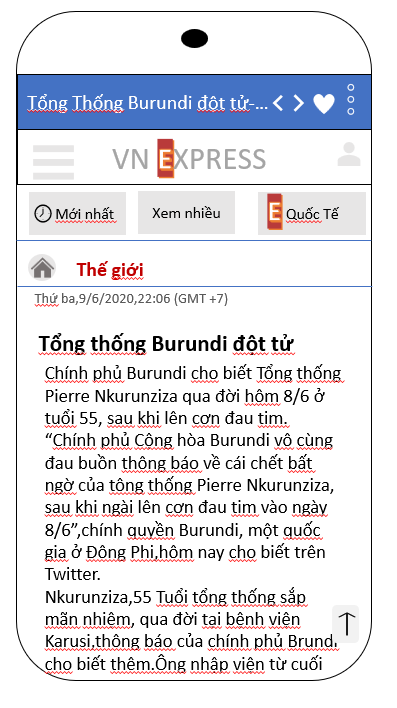 Tổng Thống Burundi đột tử-...
VN EXPRESS
Mới nhất
Xem nhiều
E Quốc Tế
Thế giới
Thứ ba,9/6/2020,22:06 (GMT +7)
Tổng thống Burundi đột tử
Chính phủ Burundi cho biết Tổng thống
Pierre Nkurunziza qua đời hôm 8/6 ở
tuổi 55, sau khi lên cơn đau tim.
“Chính phủ Cộng hòa Burundi vô cùng
đau buồn thông báo về cái chết bất
ngờ của tông thống Pierre Nkurunziza,
sau khi ngài lên cơn đau tim vào ngày
8/6”,chính quyền Burundi, một quốc
gia ở Đông Phi,hôm nay cho biết trên
Twitter.
Nkurunziza,55 Tuổi tổng thống sắp
mãn nhiệm, qua đời tại bệnh viện
Karusi,thông báo của chính phủ Brundi
cho biết thêm.Ông nhập viện từ cuối